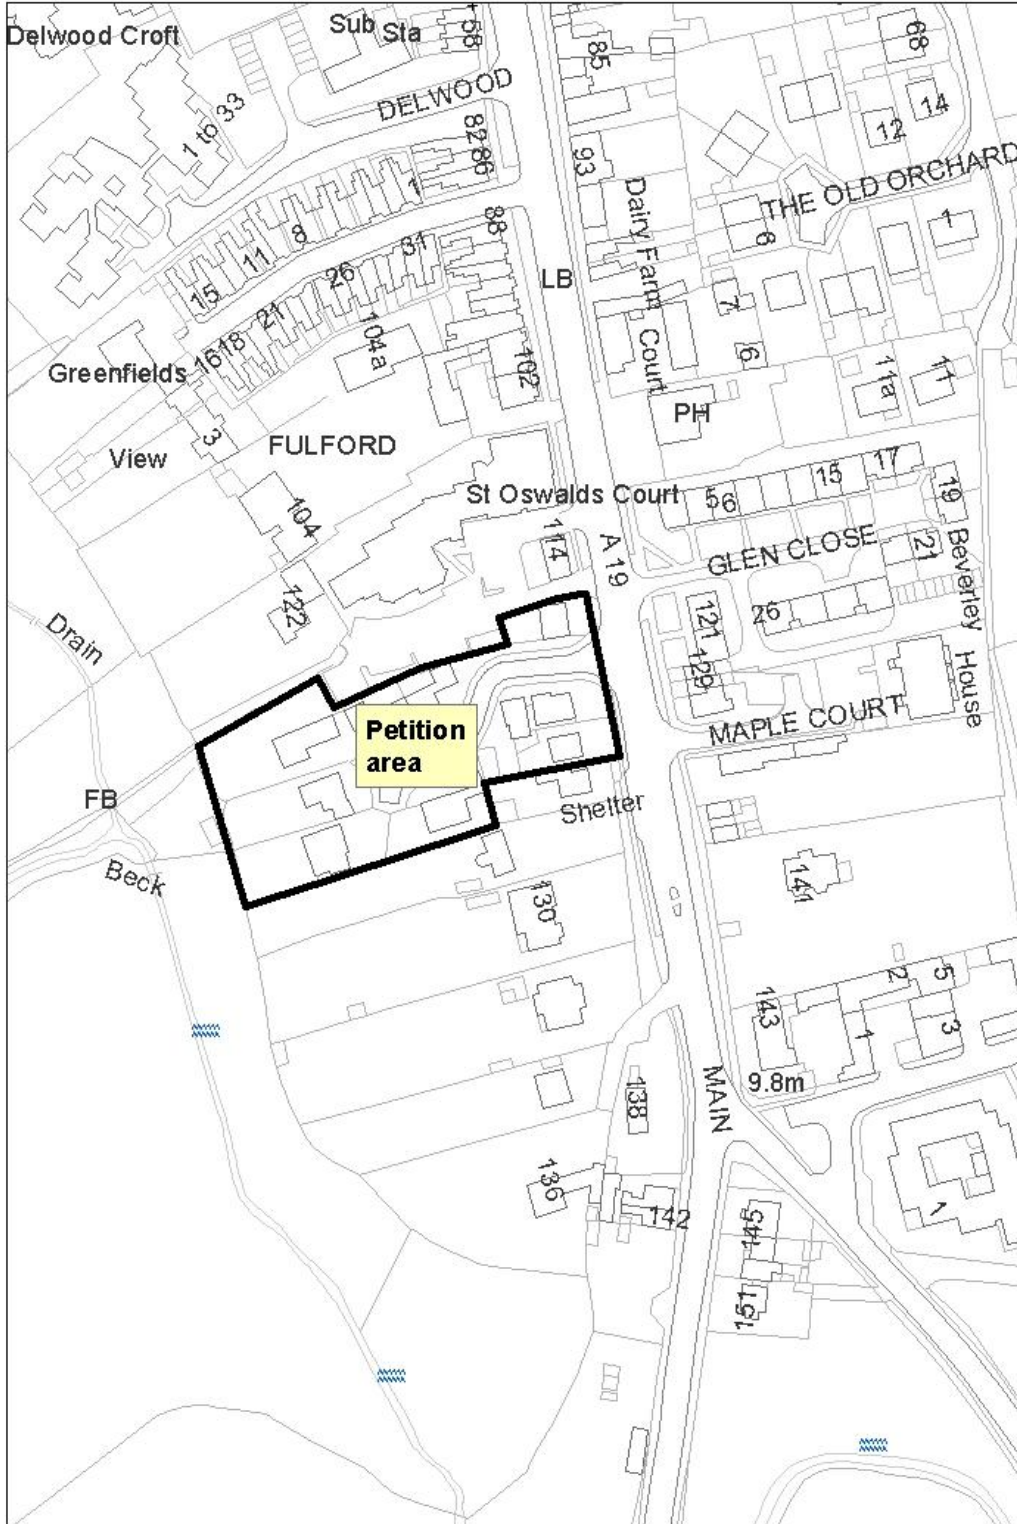 Delwood Croft
Sub Sta
58
85
68
DELWOOD
14
12
1 to 33
82
86
93
1
THE OLD ORCHARD
Dairy Farm Court
8
11
15
88
31
26
21
18
16
6
1
LB
7
6
104a
102
Greenfields
3
View
FULFORD
PH
11a
11
St Oswalds Court
5
6
15
17
19
104
114
A 19
GLEN CLOSE
21
Beverley House
122
121
26
Drain
129
MAPLE COURT
Petition
area
FB
Shelter
Beck
130
141
2
5
143
1
3
9.8m
138
MAIN
136
142
145
1
151